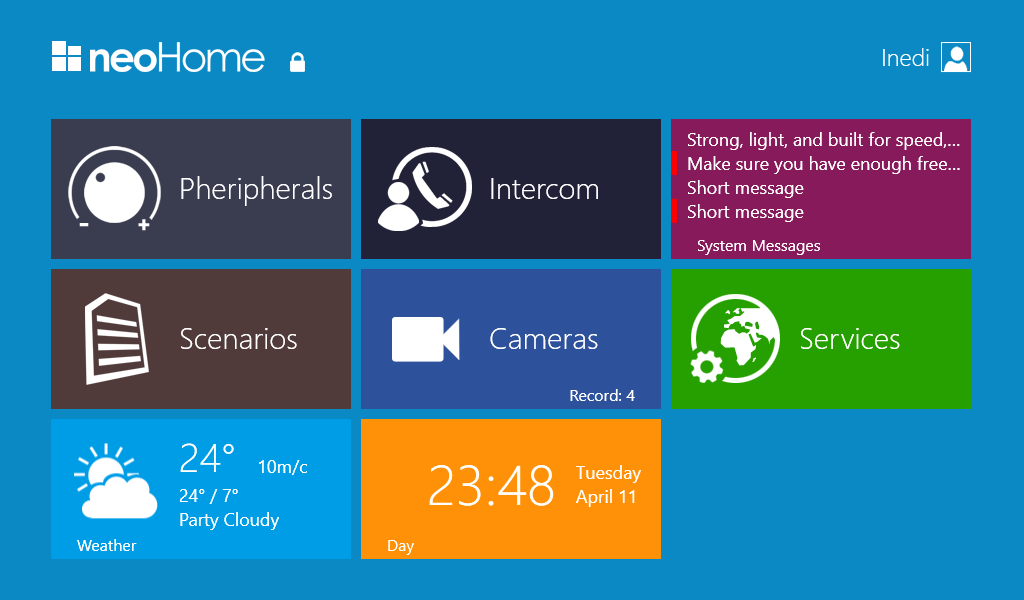 neoHome
Inedi
Pheripherals
Intercom
Strong, light, and built for speed,...
Make sure you have enough free...
Short message
Short message
System Messages
Scenarios
Cameras
Record: 4
Services
24° 10m/c
24° / 7°
Party Cloudy
Weather
23:48
Tuesday
April 11
Day